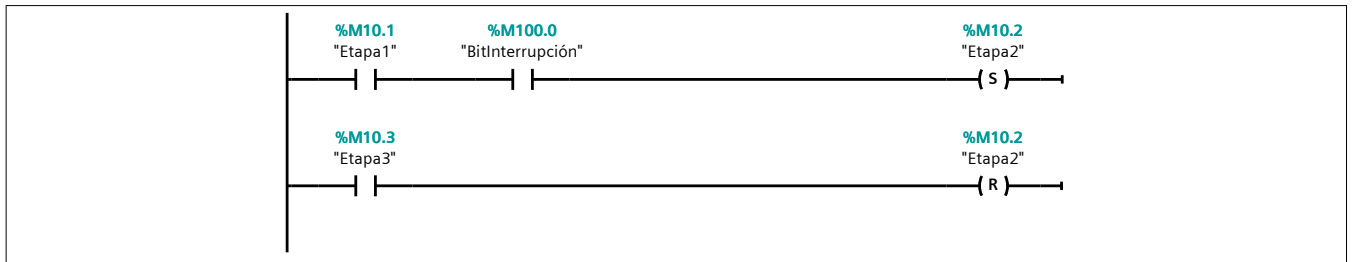 %M10.1 %M100.0 %M10.2
"Etapa1" "BitInterrupción" "Etapa2"
S
%M10.3 %M10.2
"Etapa3" "Etapa2"
R